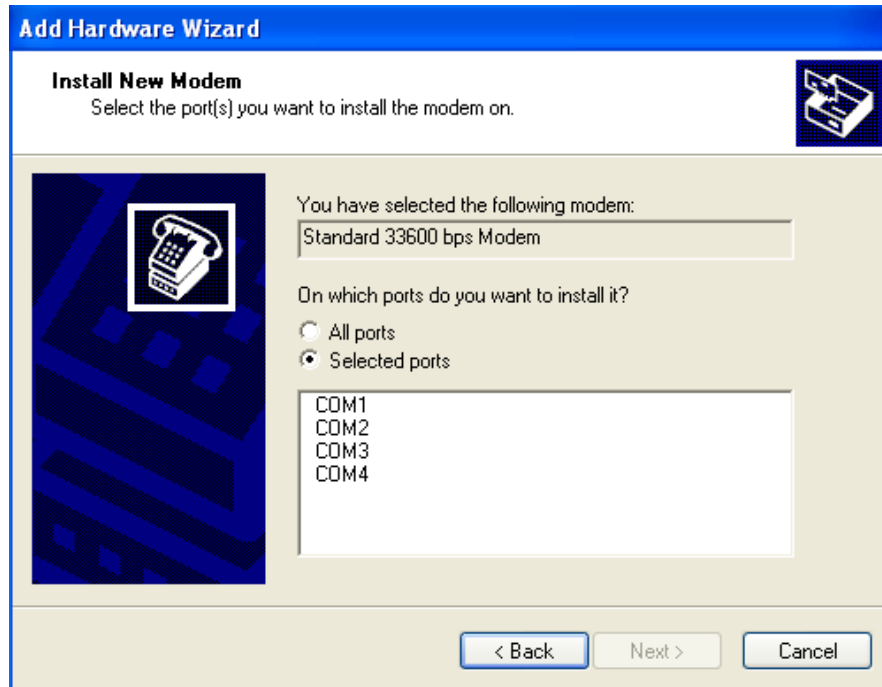 Add Hardware Wizard
Install New Modem
Select the port(s) you want to install the modem on.
You have selected the following modem:
Standard 33600 bps Modem
On which ports do you want to install it?
All ports
Selected ports
COM1
COM2
COM3
COM4
< Back
Next >
Cancel